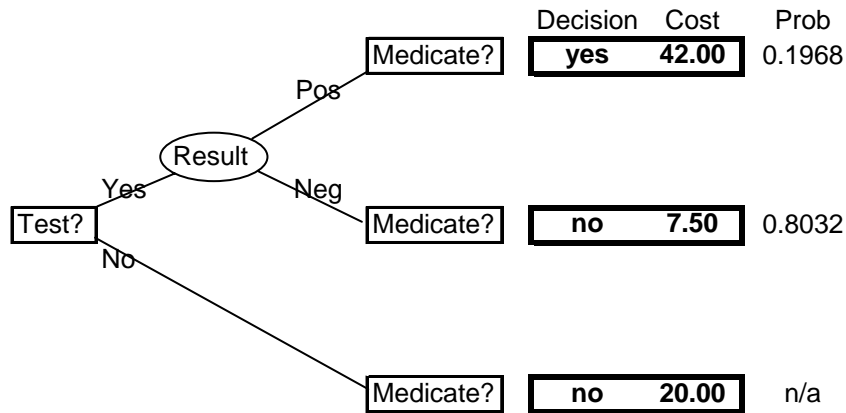 Decision Cost Prob
Medicate? yes 42.00 0.1968
Pos
Result
Yes Neg
Test? Medicate? no 7.50 0.8032
No
Medicate? no 20.00 n/a